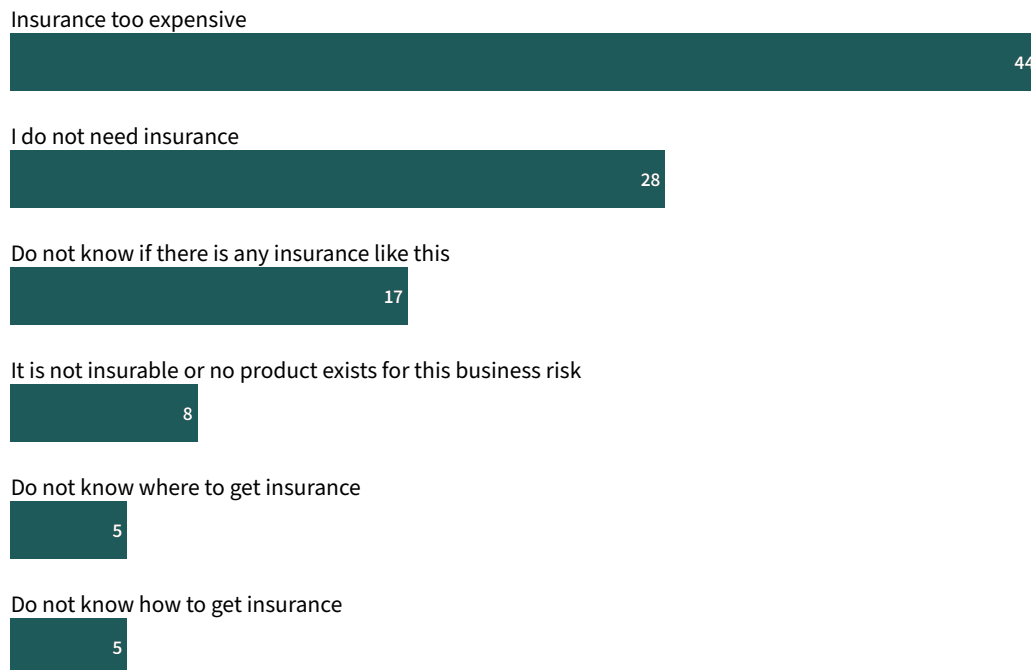 Insurance too expensive
44
I do not need insurance
28
Do not know if there is any insurance like this
17
It is not insurable or no product exists for this business risk
8
Do not know where to get insurance
5
Do not know how to get insurance
5